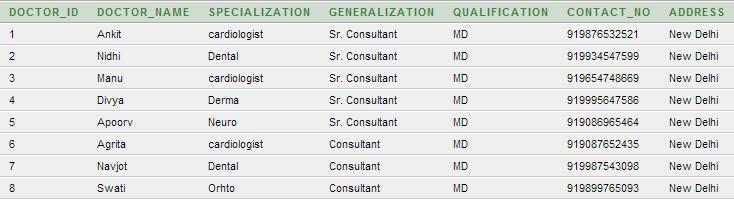 DOCTOR_ID DOCTOR_NAME SPECIALIZATION GENERALIZATION QUALIFICATION CONTACT_NO ADDRESS
1 Ankit cardiologist Sr. Consultant MD 919876532521 New Delhi
2 Nidhi Dental Sr. Consultant MD 919934547599 New Delhi
3 Manu cardiologist Sr. Consultant MD 919654748669 New Delhi
4 Divya Derma Sr. Consultant MD 919995647586 New Delhi
5 Apoorv Neuro Sr. Consultant MD 919086965464 New Delhi
6 Agrita cardiologist Consultant MD 919087652435 New Delhi
7 Navjot Dental Consultant MD 919987543098 New Delhi
8 Swati Orhto Consultant MD 919899765093 New Delhi